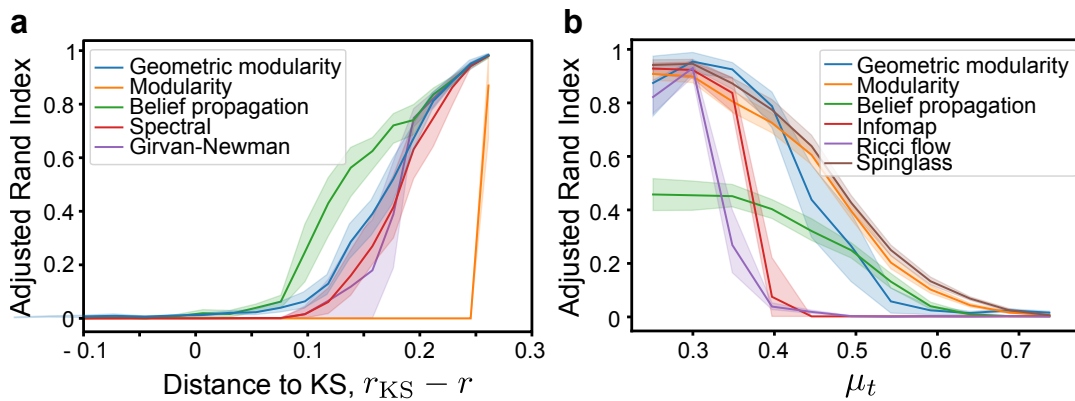 a
Adjusted Rand Index
1
0.8
0.6
0.4
0.2
0
Geometric modularity
Modularity
Belief propagation
Spectral
Girvan-Newman
-0.1
0
0.1
0.2
0.3
Distance to KS, r_KS − r
b
Adjusted Rand Index
1
0.8
0.6
0.4
0.2
0
Geometric modularity
Modularity
Belief propagation
Infomap
Ricci flow
Spinglass
0.3
0.4
0.5
0.6
0.7
μ_t